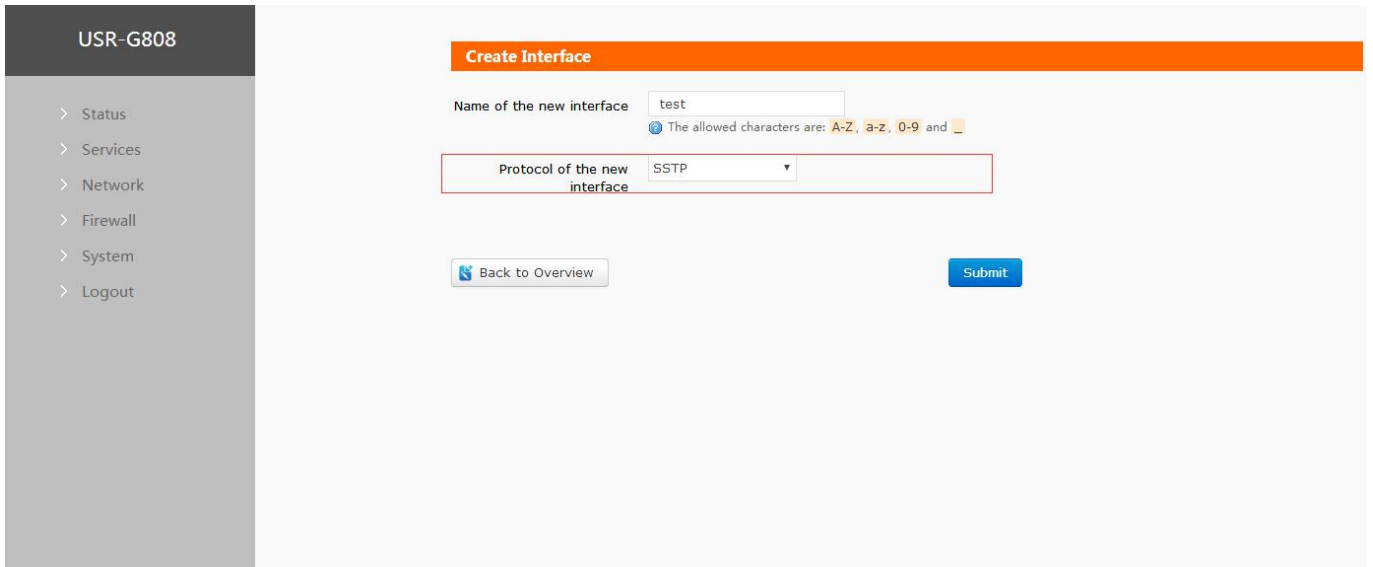 USR-G808
Status
Services
Network
Firewall
System
Logout
Create Interface
Name of the new interface test
The allowed characters are: A-Z, a-z, 0-9 and _
Protocol of the new SSTP
interface
Back to Overview Submit